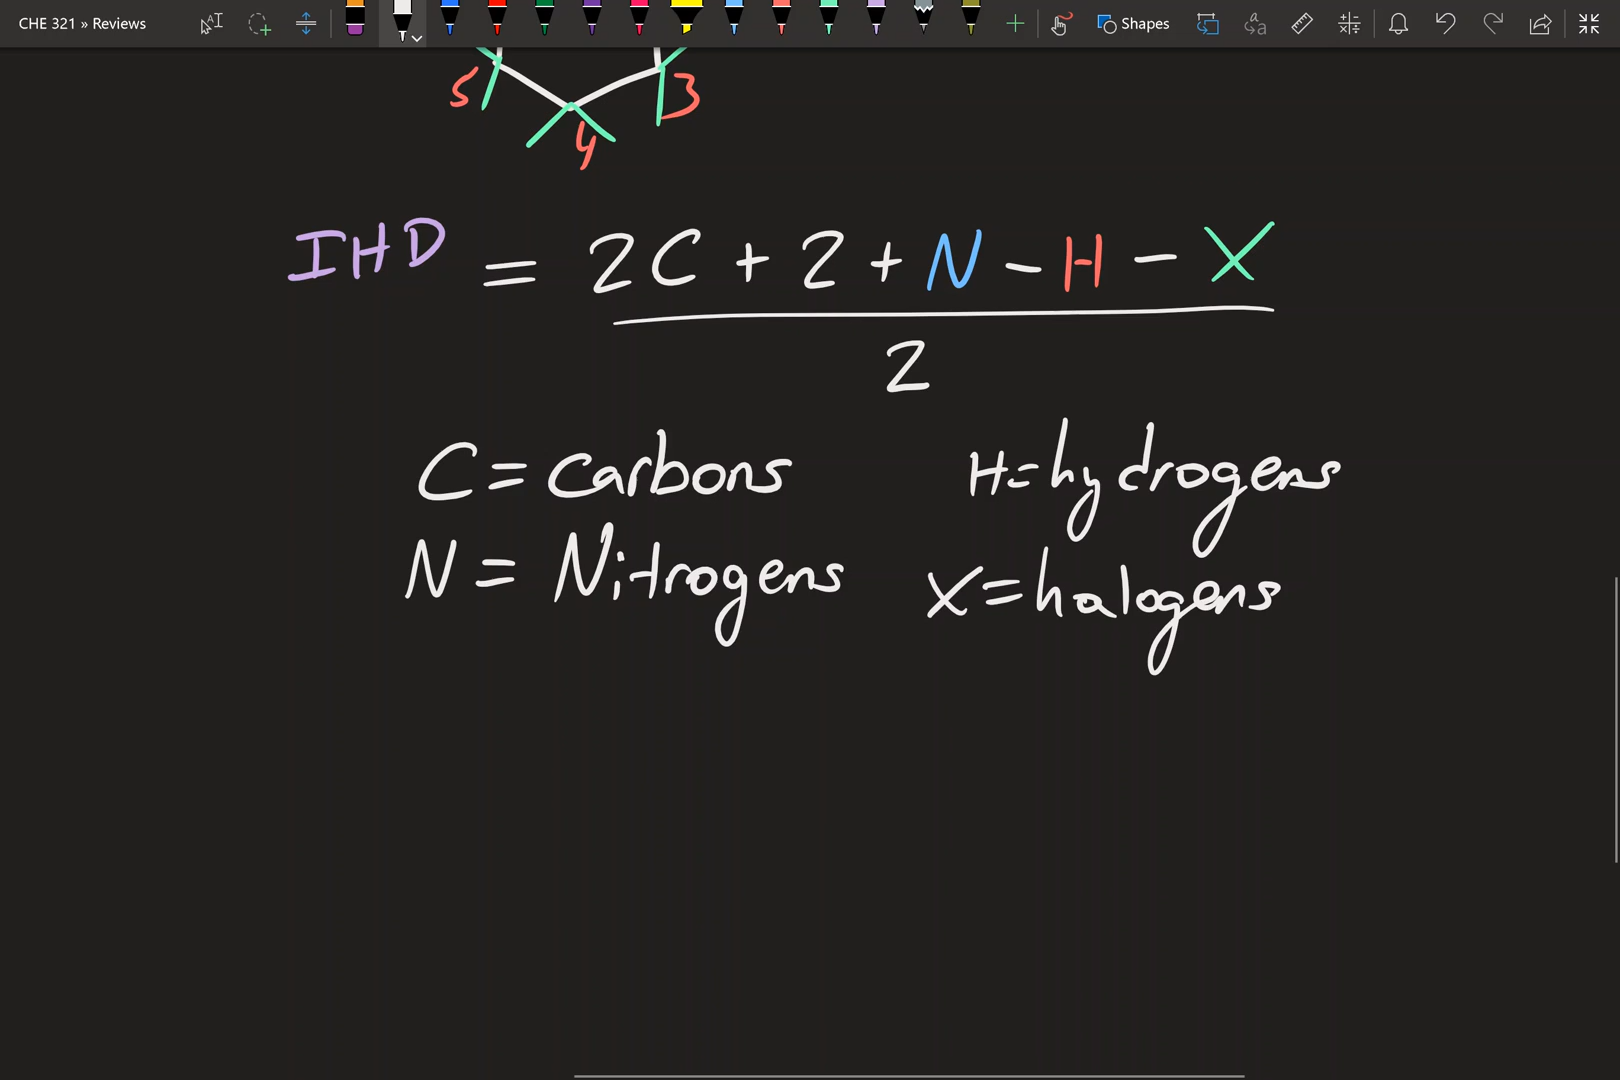 CHE 321 » Reviews
Shapes
5
3
4
IHD = 2C + 2 + N - H - X
2
C = carbons
H = hydrogens
N = Nitrogens
X = halogens